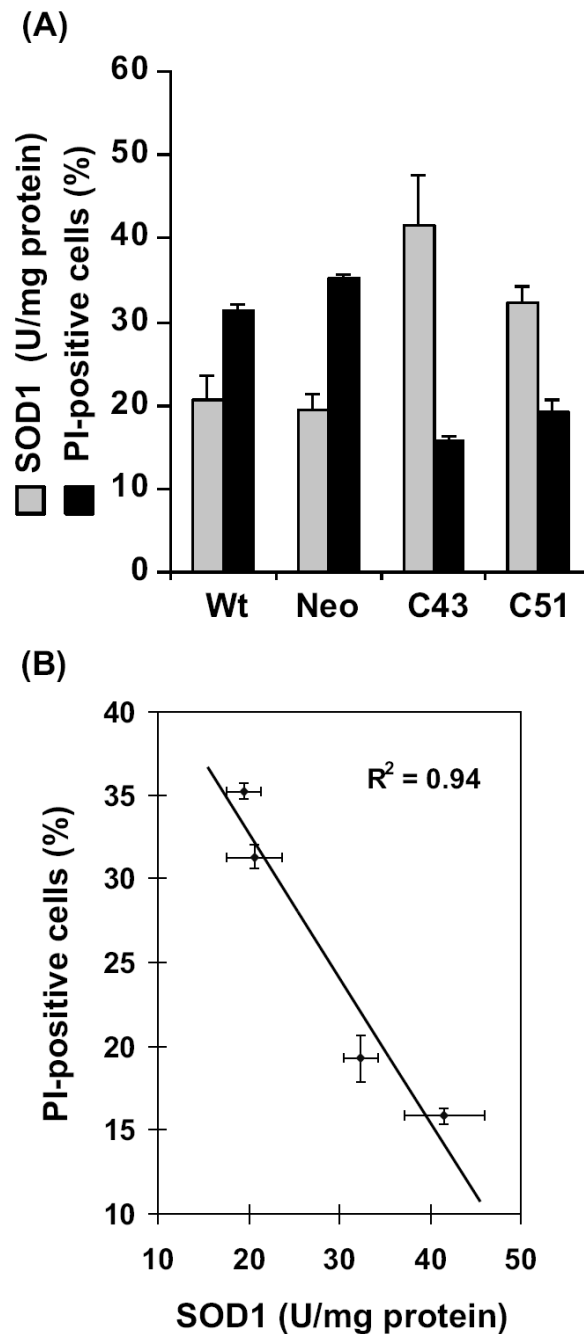 (A)
SOD1 (U/mg protein)
PI-positive cells (%)
60
50
40
30
20
10
0
Wt Neo C43 C51
(B)
PI-positive cells (%)
40
35
30
25
20
15
10
R² = 0.94
10 20 30 40 50
SOD1 (U/mg protein)